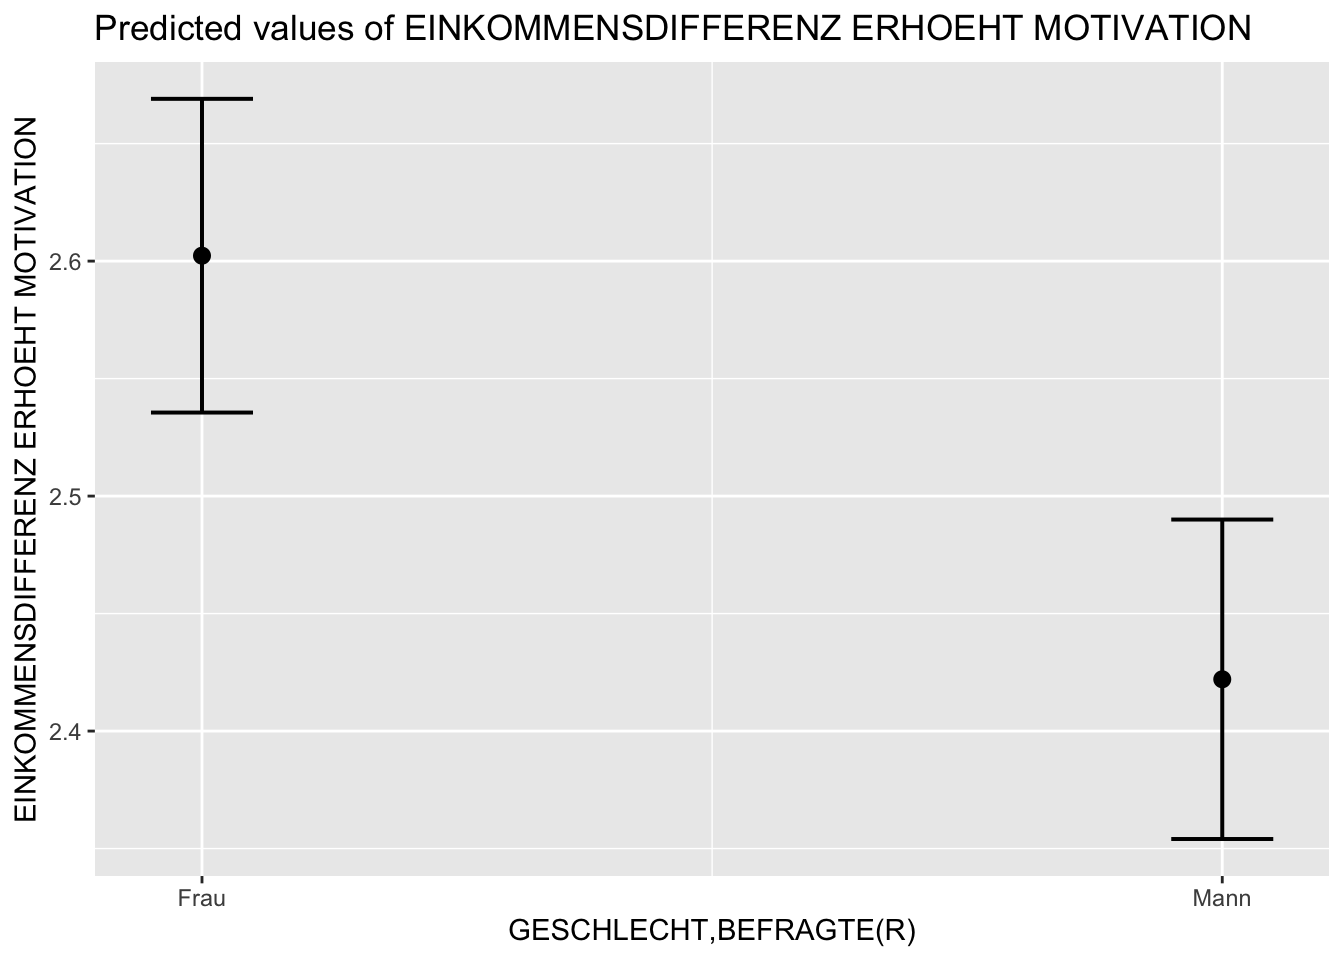 Predicted values of EINKOMMENSDIFFERENZ ERHOEHT MOTIVATION
EINKOMMENSDIFFERENZ ERHOEHT MOTIVATION
2.6
2.5
2.4
Frau
Mann
GESCHLECHT,BEFRAGTE(R)